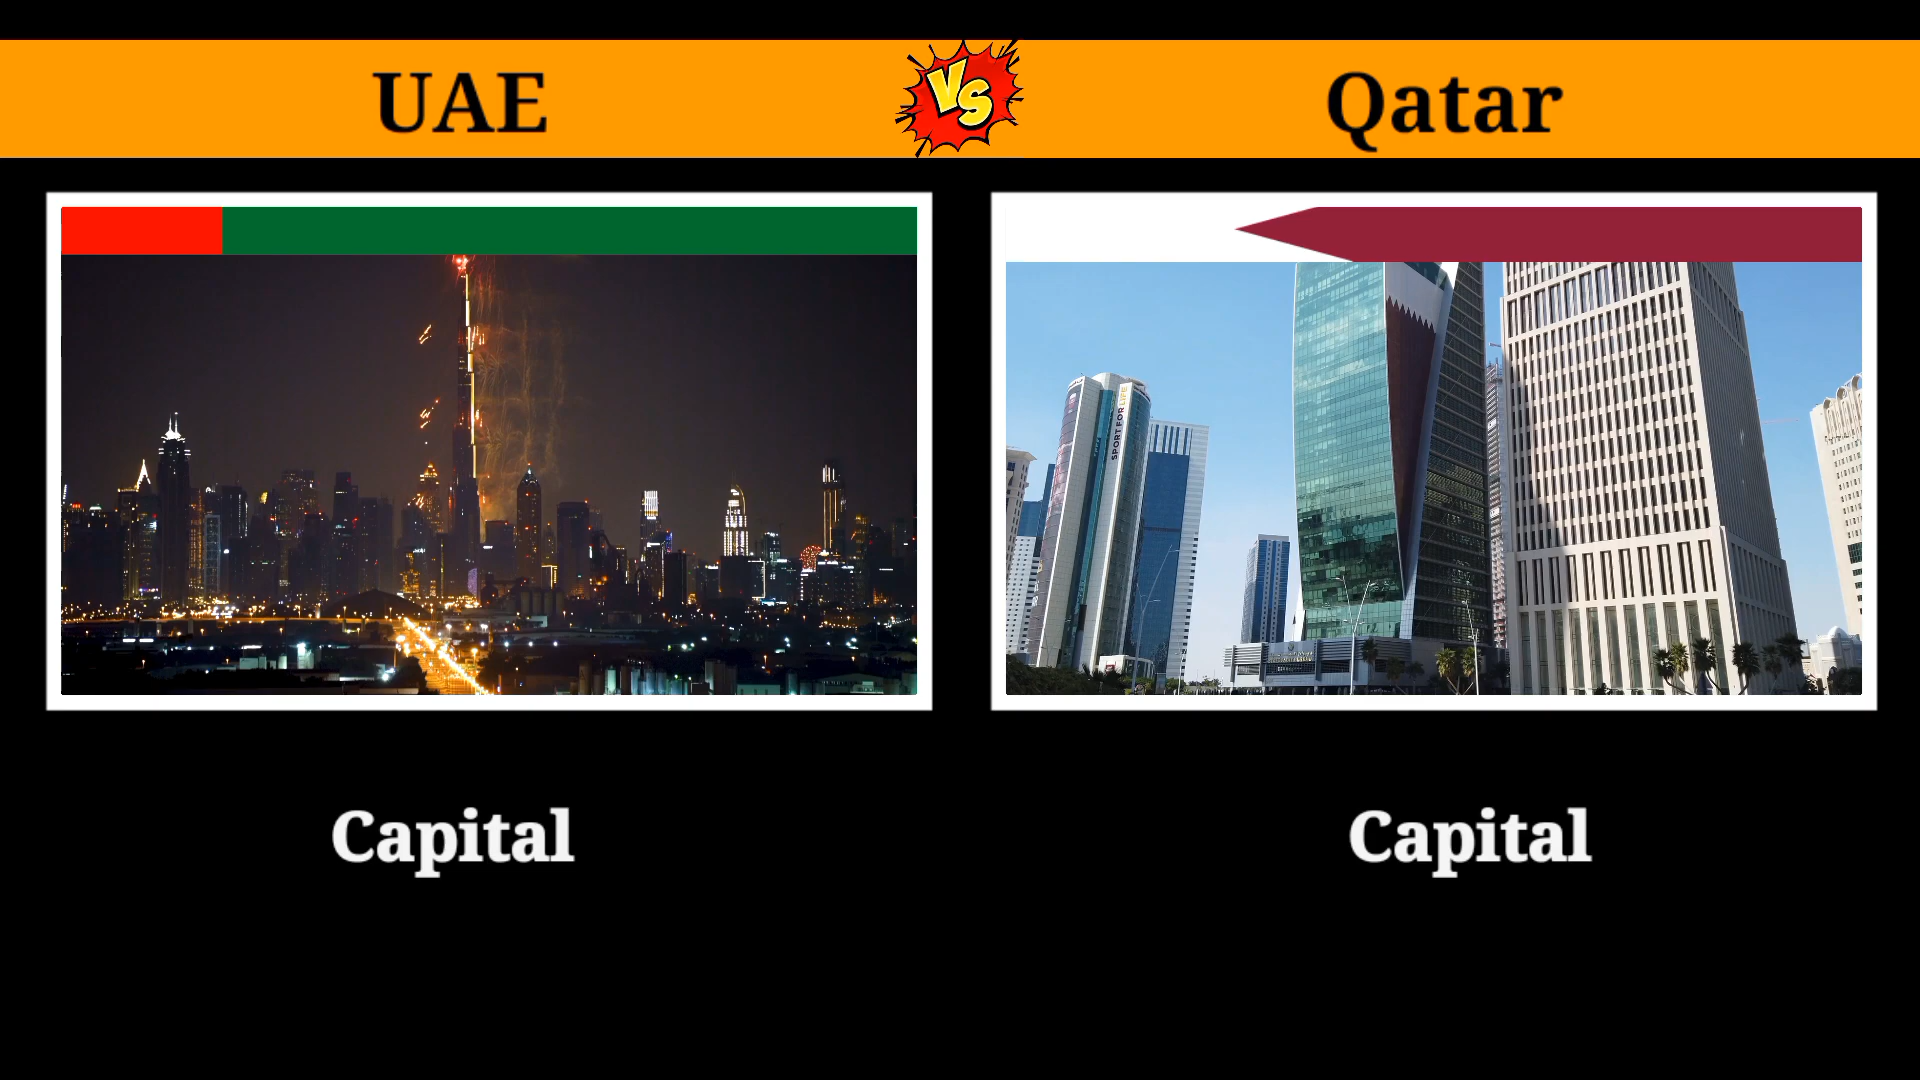 UAE
VS
Qatar
SPORT FOR LIFE
Capital
Capital